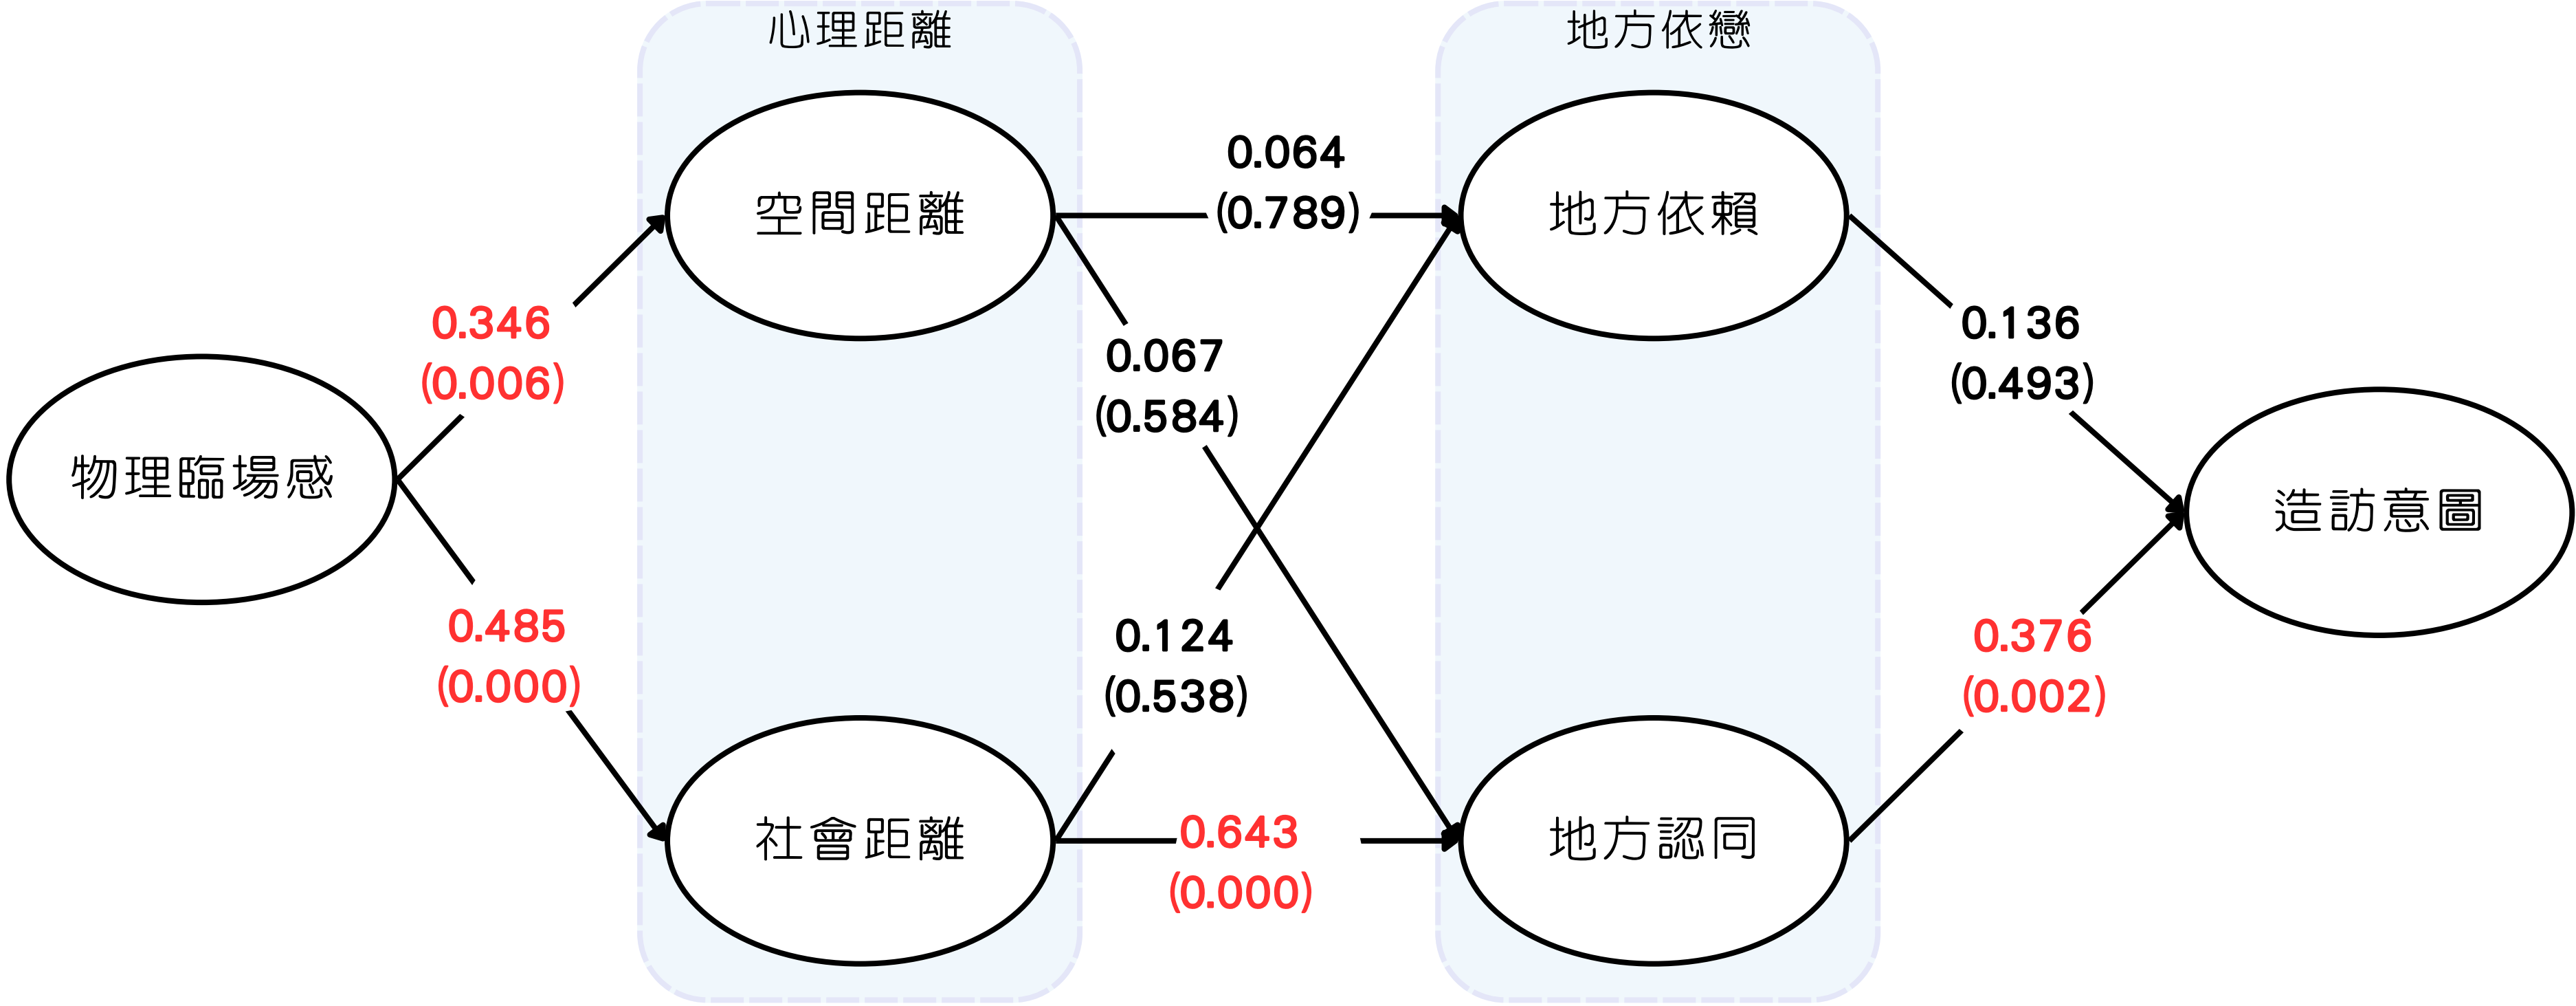 心理距離
地方依戀
空間距離
0.064
(0.789)
地方依賴
0.346
(0.006)
0.067
(0.584)
0.136
(0.493)
物理臨場感
造訪意圖
0.485
(0.000)
0.124
(0.538)
0.376
(0.002)
社會距離
0.643
(0.000)
地方認同